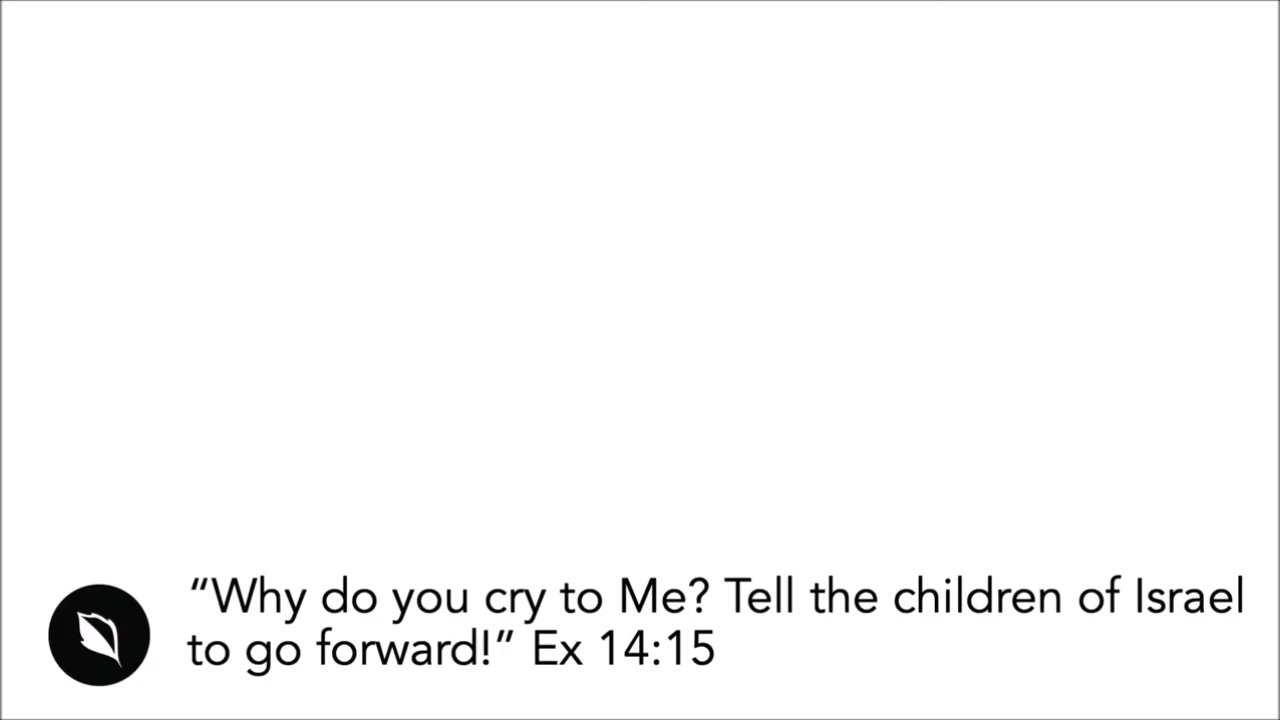 “Why do you cry to Me? Tell the children of Israel
to go forward!” Ex 14:15